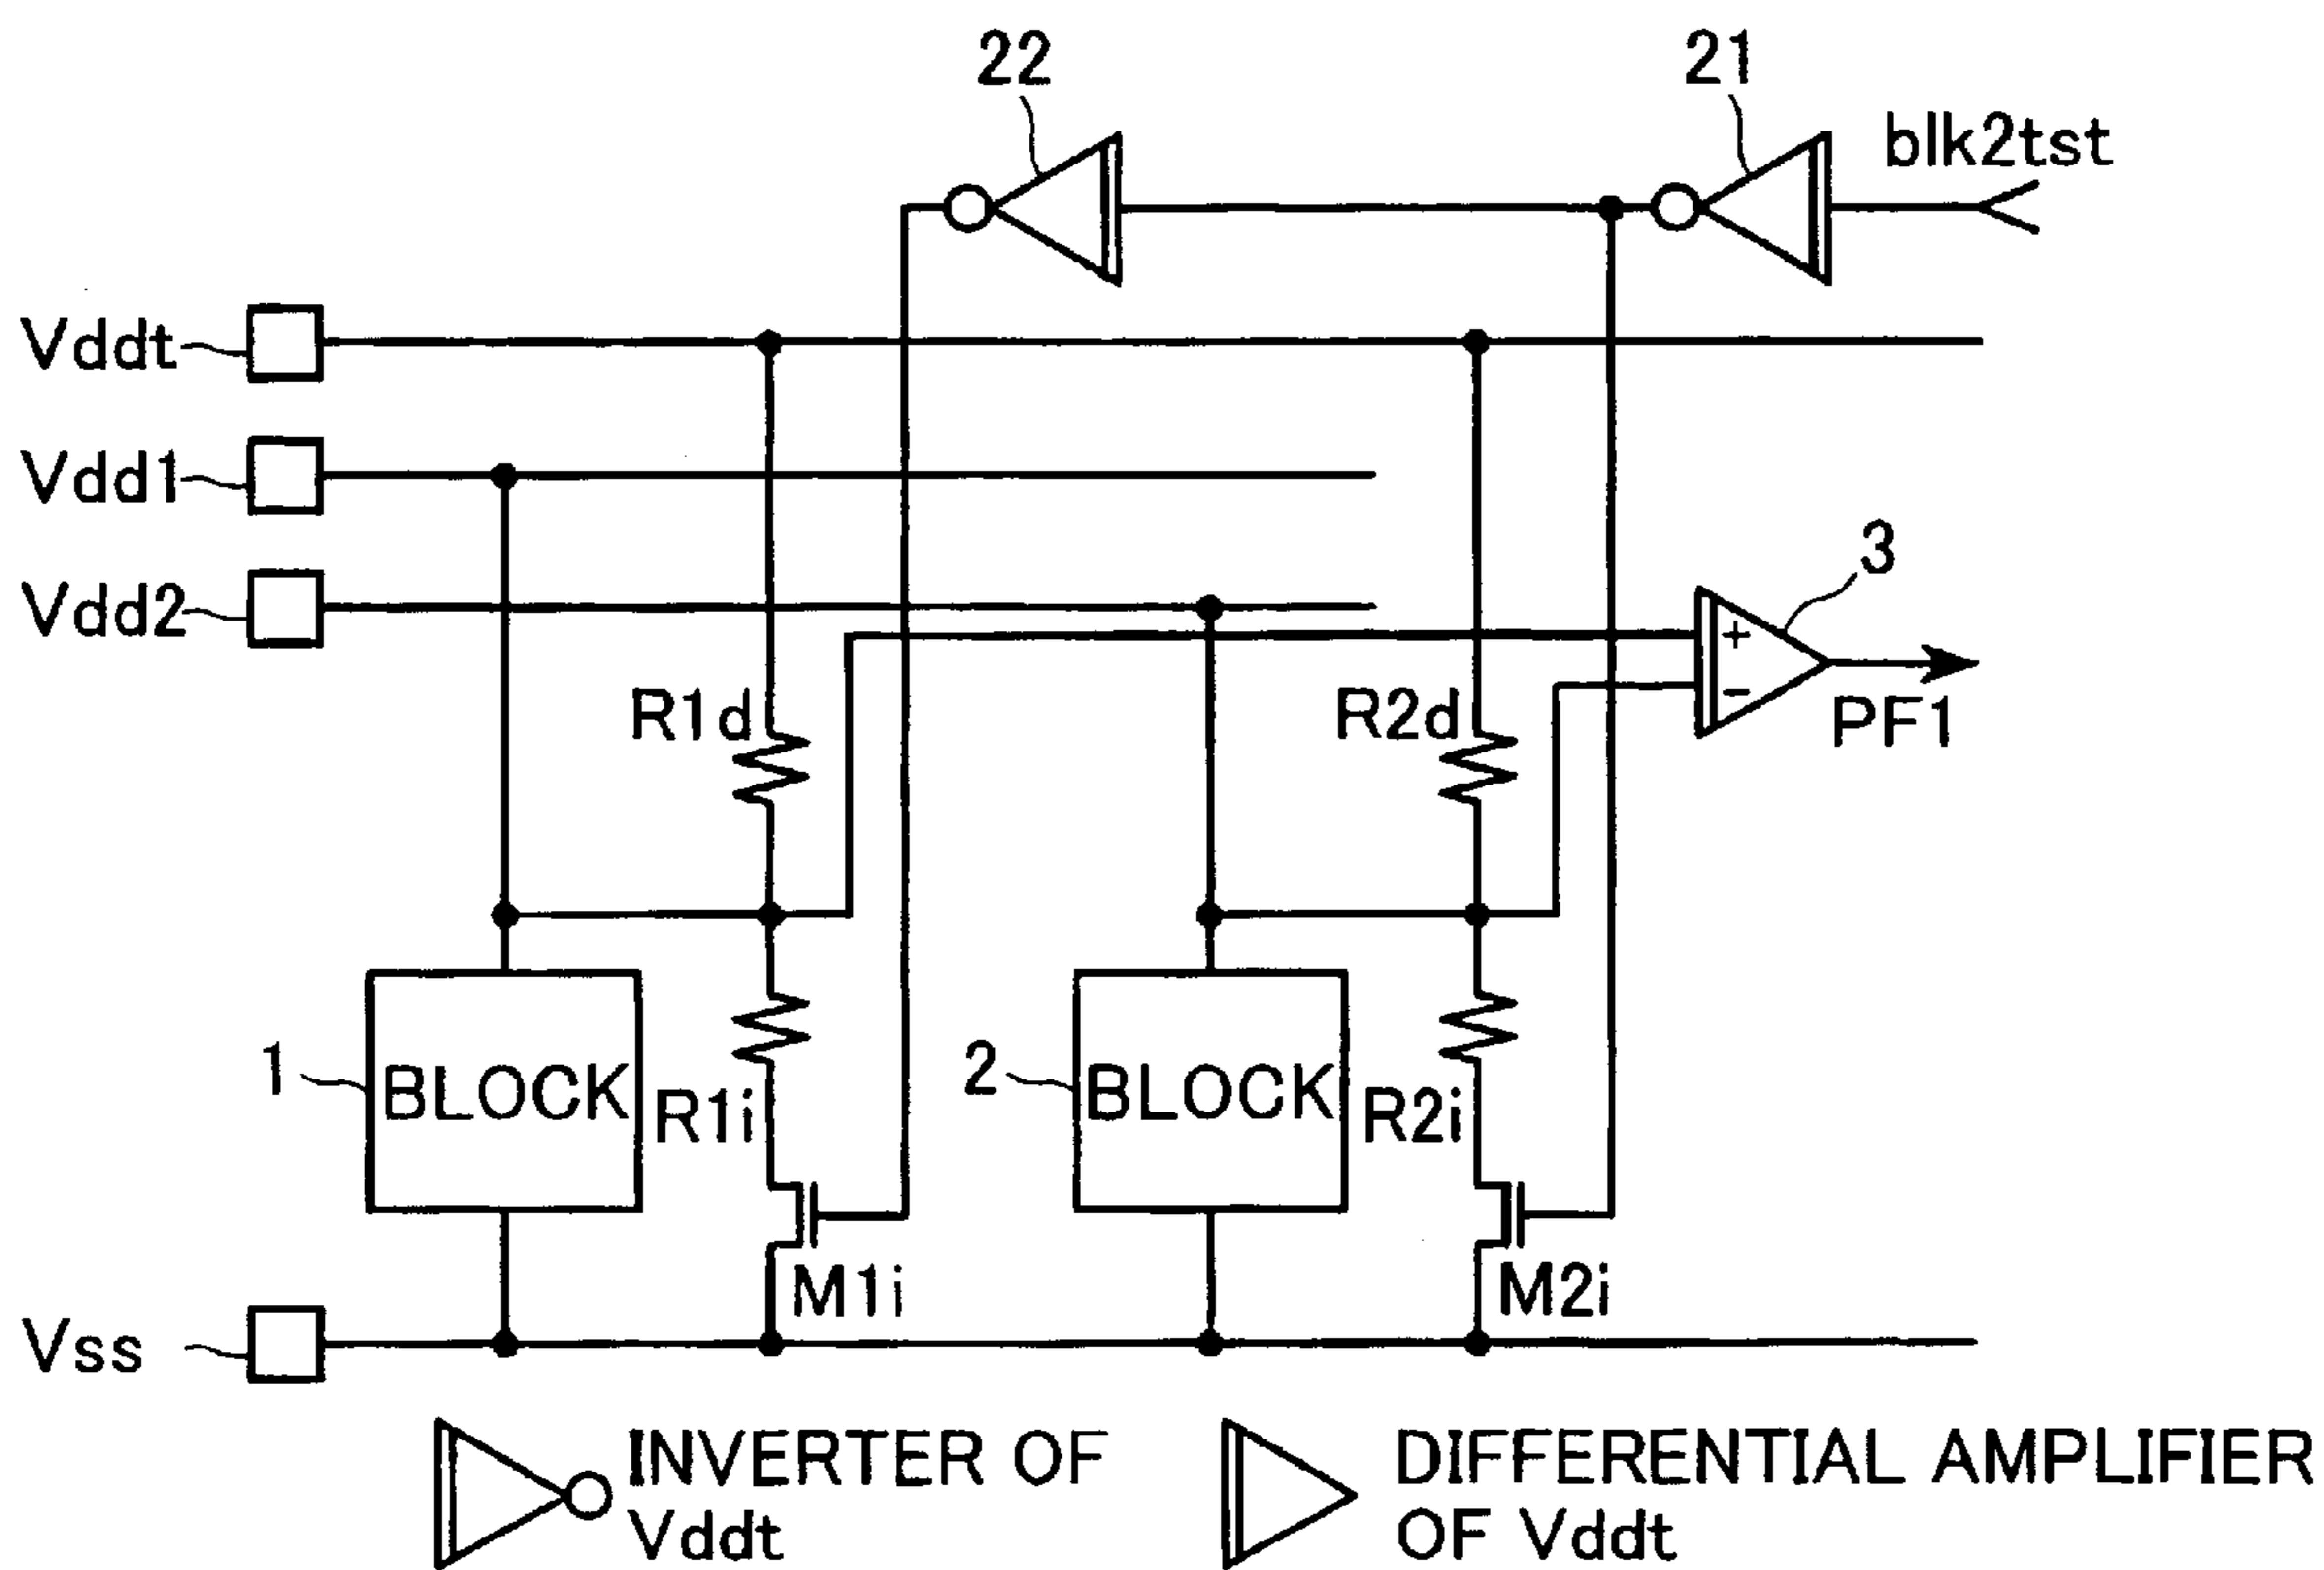 22
21
blk2tst
Vddt
Vdd1
Vdd2
3
+
−
R1d
R2d
PF1
1
BLOCK
R1i
2
BLOCK
R2i
M1i
M2i
Vss
INVERTER OF
Vddt
DIFFERENTIAL AMPLIFIER
OF Vddt